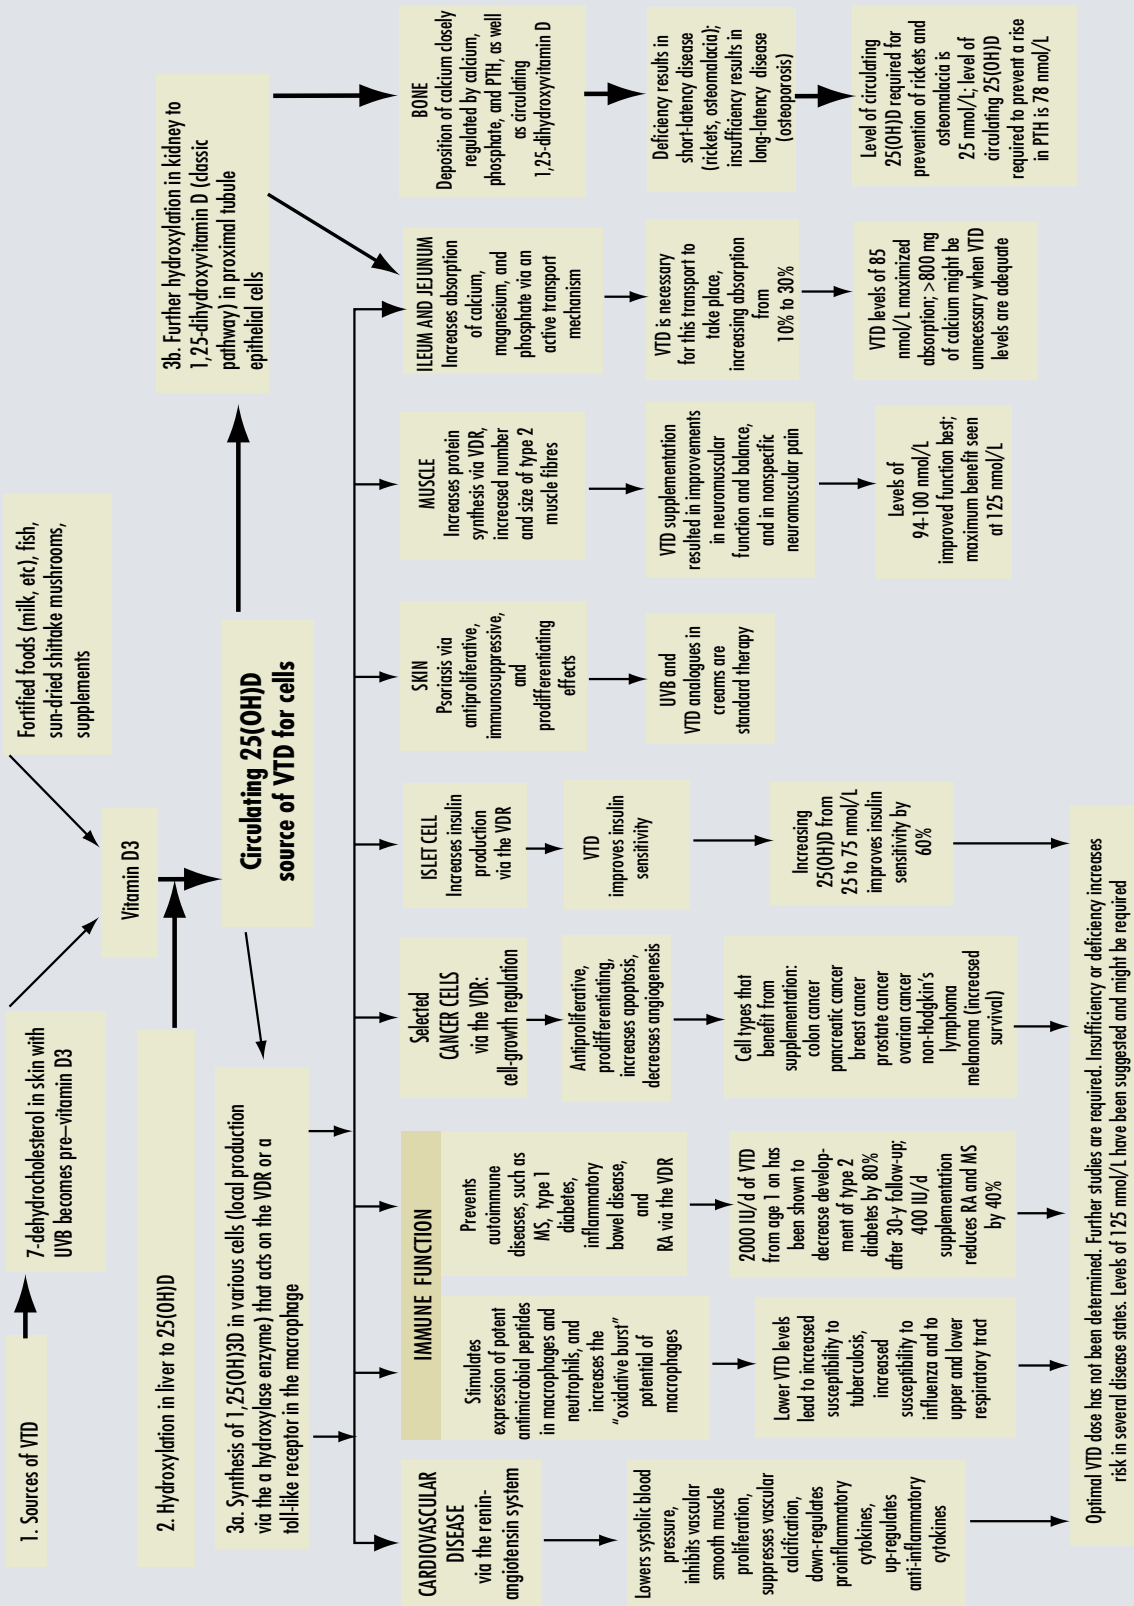 1. Sources of VTD
7-dehydrocholesterol in skin with
UVB becomes pre–vitamin D3
Fortified foods (milk, etc), fish,
sun-dried shittake mushrooms,
supplements
Vitamin D3
2. Hydroxylation in liver to 25(OH)D
Circulating 25(OH)D
source of VTD for cells
3a. Synthesis of 1,25(OH)3D in various cells (local production
via the a hydroxylase enzyme) that acts on the VDR or a
toll-like receptor in the macrophage
3b. Further hydroxylation in kidney to
1,25-dihydroxyvitamin D (classic
pathway) in proximal tubule
epithelial cells
CARDIOVASCULAR
DISEASE
via the renin-
angiotensin system
Lowers systolic blood
pressure,
inhibits vascular
smooth muscle
proliferation,
suppresses vascular
calcification,
down-regulates
proinflammatory
cytokines,
up-regulates
anti-inflammatory
cytokines
IMMUNE FUNCTION
Stimulates
expression of potent
antimicrobial peptides
in macrophages and
neutrophils, and
increases the
“oxidative burst”
potential of
macrophages
Lower VTD levels
lead to increased
susceptibility to
tuberculosis,
increased
susceptibility to
influenza and to
upper and lower
respiratory tract
Prevents
autoimmune
diseases, such as
MS, type 1
diabetes,
inflammatory
bowel disease,
and
RA via the VDR
2000 IU/d of VTD
from age 1 on has
been shown to
decrease develop-
ment of type 2
diabetes by 80%
after 30-y follow-up;
400 IU/d
supplementation
reduces RA and MS
by 40%
Selected
CANCER CELLS
via the VDR:
cell-growth regulation
Antiproliferative,
prodifferentiating,
increases apoptosis,
decreases angiogenesis
Cell types that
benefit from
supplementation:
colon cancer
pancreatic cancer
breast cancer
prostate cancer
ovarian cancer
non-Hodgkin’s
lymphoma
melanoma (increased
survival)
ISLET CELL
Increases insulin
production
via the VDR
VTD
improves insulin
sensitivity
Increasing
25(OH)D from
25 to 75 nmol/L
improves insulin
sensitivity by
60%
SKIN
Psoriasis via
antiproliferative,
immunosuppressive,
and
prodifferentiating
effects
UVB and
VTD analogues in
creams are
standard therapy
MUSCLE
Increases protein
synthesis via VDR,
increased number
and size of type 2
muscle fibres
VTD supplementation
resulted in improvements
in neuromuscular
function and balance,
and in nonspecific
neuromuscular pain
Levels of
94-100 nmol/L
improved function best;
maximum benefit seen
at 125 nmol/L
ILEUM AND JEJUNUM
Increases absorption
of calcium,
magnesium, and
phosphate via an
active transport
mechanism
VTD is necessary
for this transport to
take place,
increasing absorption
from
10% to 30%
VTD levels of 85
nmol/L maximized
absorption; >800 mg
of calcium might be
unnecessary when VTD
levels are adequate
BONE
Deposition of calcium closely
regulated by calcium,
phosphate, and PTH, as well
as circulating
1,25-dihydroxyvitamin D
Deficiency results in
short-latency disease
(rickets, osteomalacia);
insufficiency results in
long-latency disease
(osteoporosis)
Level of circulating
25(OH)D required for
prevention of rickets and
osteomalacia is
25 nmol/L; level of
circulating 25(OH)D
required to prevent a rise
in PTH is 78 nmol/L
Optimal VTD dose has not been determined. Further studies are required. Insufficiency or deficiency increases
risk in several disease states. Levels of 125 nmol/L have been suggested and might be required